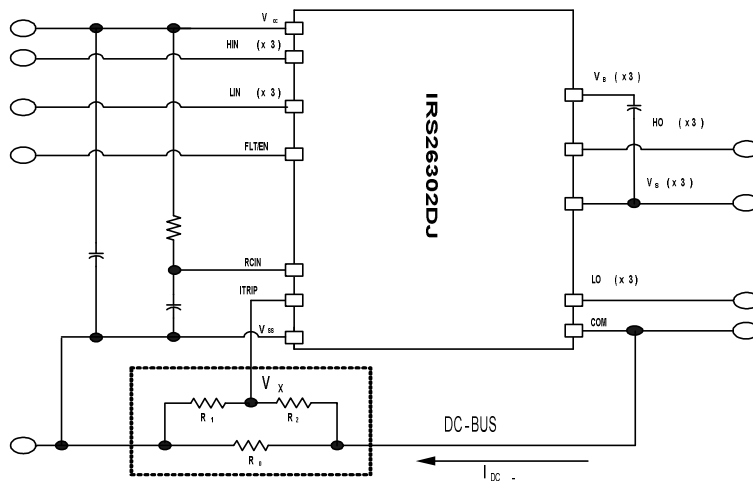 V cc
HIN (x 3)
LIN (x 3)
FLT/EN
RCIN
ITRIP
V ss
IRS26302DJ
V B (x 3)
HO (x 3)
V S (x 3)
LO (x 3)
COM
V X
R 1
R 2
R 0
DC-BUS
I DC -